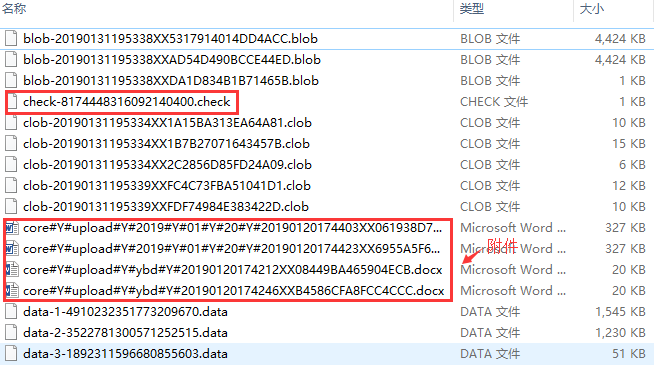 名称 类型 大小
blob-20190131195338XX5317914014DD4ACC.blob BLOB 文件 4,424 KB
blob-20190131195338XXAD54D490BCCE44ED.blob BLOB 文件 4,424 KB
blob-20190131195338XXDA1D834B1B71465B.blob BLOB 文件 1 KB
check-8174448316092140400.check CHECK 文件 1 KB
clob-20190131195334XX1A15BA313EA64A81.clob CLOB 文件 10 KB
clob-20190131195334XX1B7B27071643457B.clob CLOB 文件 15 KB
clob-20190131195334XX2C2856D85FD24A09.clob CLOB 文件 6 KB
clob-20190131195339XXFC4C73FBA51041D1.clob CLOB 文件 12 KB
clob-20190131195339XXFDF74984E383422D.clob CLOB 文件 10 KB
core#Y#upload#Y#2019#Y#01#Y#20#Y#20190120174403XX061938D7... Microsoft Word ... 327 KB
core#Y#upload#Y#2019#Y#01#Y#20#Y#20190120174423XX6955A5F6... Microsoft Word ... 327 KB
附件
core#Y#upload#Y#ybd#Y#20190120174212XX08449BA465904ECB.docx Microsoft Word ... 20 KB
core#Y#upload#Y#ybd#Y#20190120174246XXB4586CFA8FCC4CCC.docx Microsoft Word ... 20 KB
data-1-4910232351773209670.data DATA 文件 1,545 KB
data-2-3522781300571252515.data DATA 文件 1,230 KB
data-3-1892311596680855603.data DATA 文件 51 KB